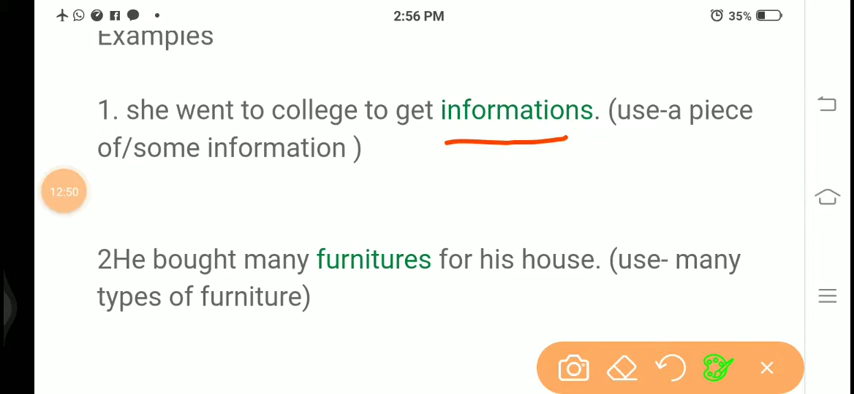 2:56 PM
35%
Examples
1. she went to college to get informations. (use-a piece
of/some information )
12:50
2He bought many furnitures for his house. (use- many
types of furniture)